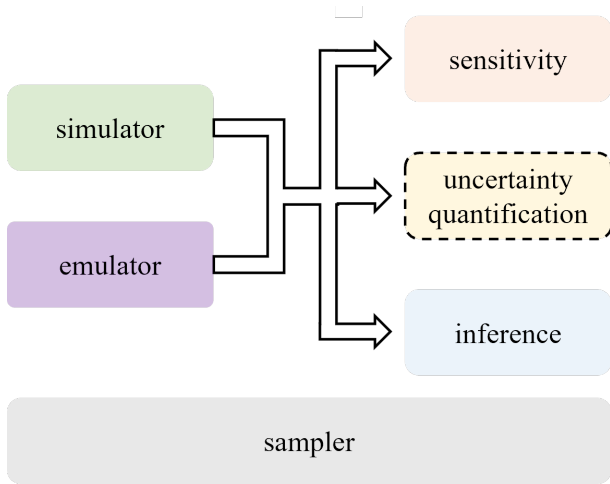 simulator
emulator
sensitivity
uncertainty
quantification
inference
sampler